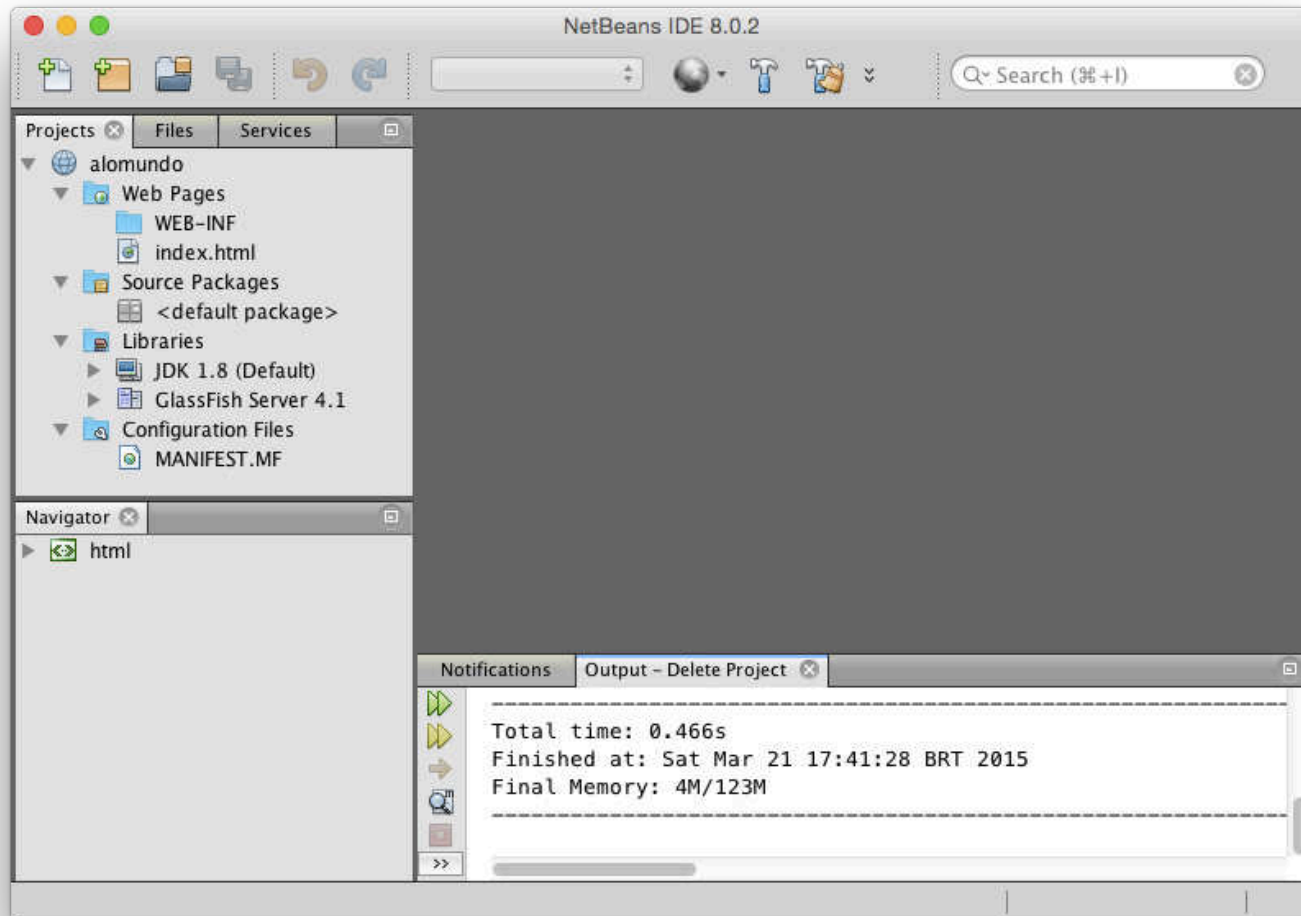 NetBeans IDE 8.0.2
Search (⌘+I)
Projects Files Services
alomundo
Web Pages
WEB-INF
index.html
Source Packages
<default package>
Libraries
JDK 1.8 (Default)
GlassFish Server 4.1
Configuration Files
MANIFEST.MF
Navigator
html
Notifications Output – Delete Project
------------------------------------------------------------------------
Total time: 0.466s
Finished at: Sat Mar 21 17:41:28 BRT 2015
Final Memory: 4M/123M
------------------------------------------------------------------------
>>